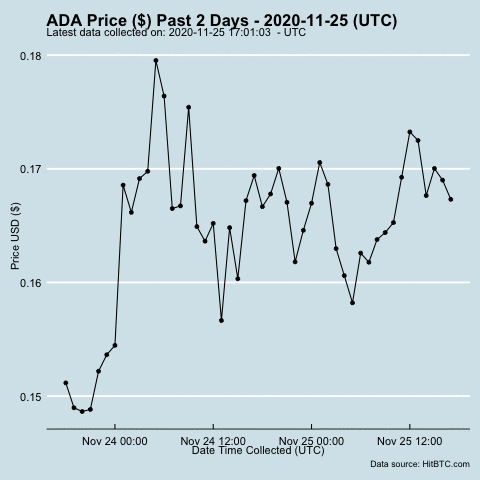 ADA Price ($) Past 2 Days - 2020-11-25 (UTC)
Latest data collected on: 2020-11-25 17:01:03 - UTC
0.18
0.17
0.16
0.15
Price USD ($)
Nov 24 00:00 Nov 24 12:00 Nov 25 00:00 Nov 25 12:00
Date Time Collected (UTC)
Data source: HitBTC.com